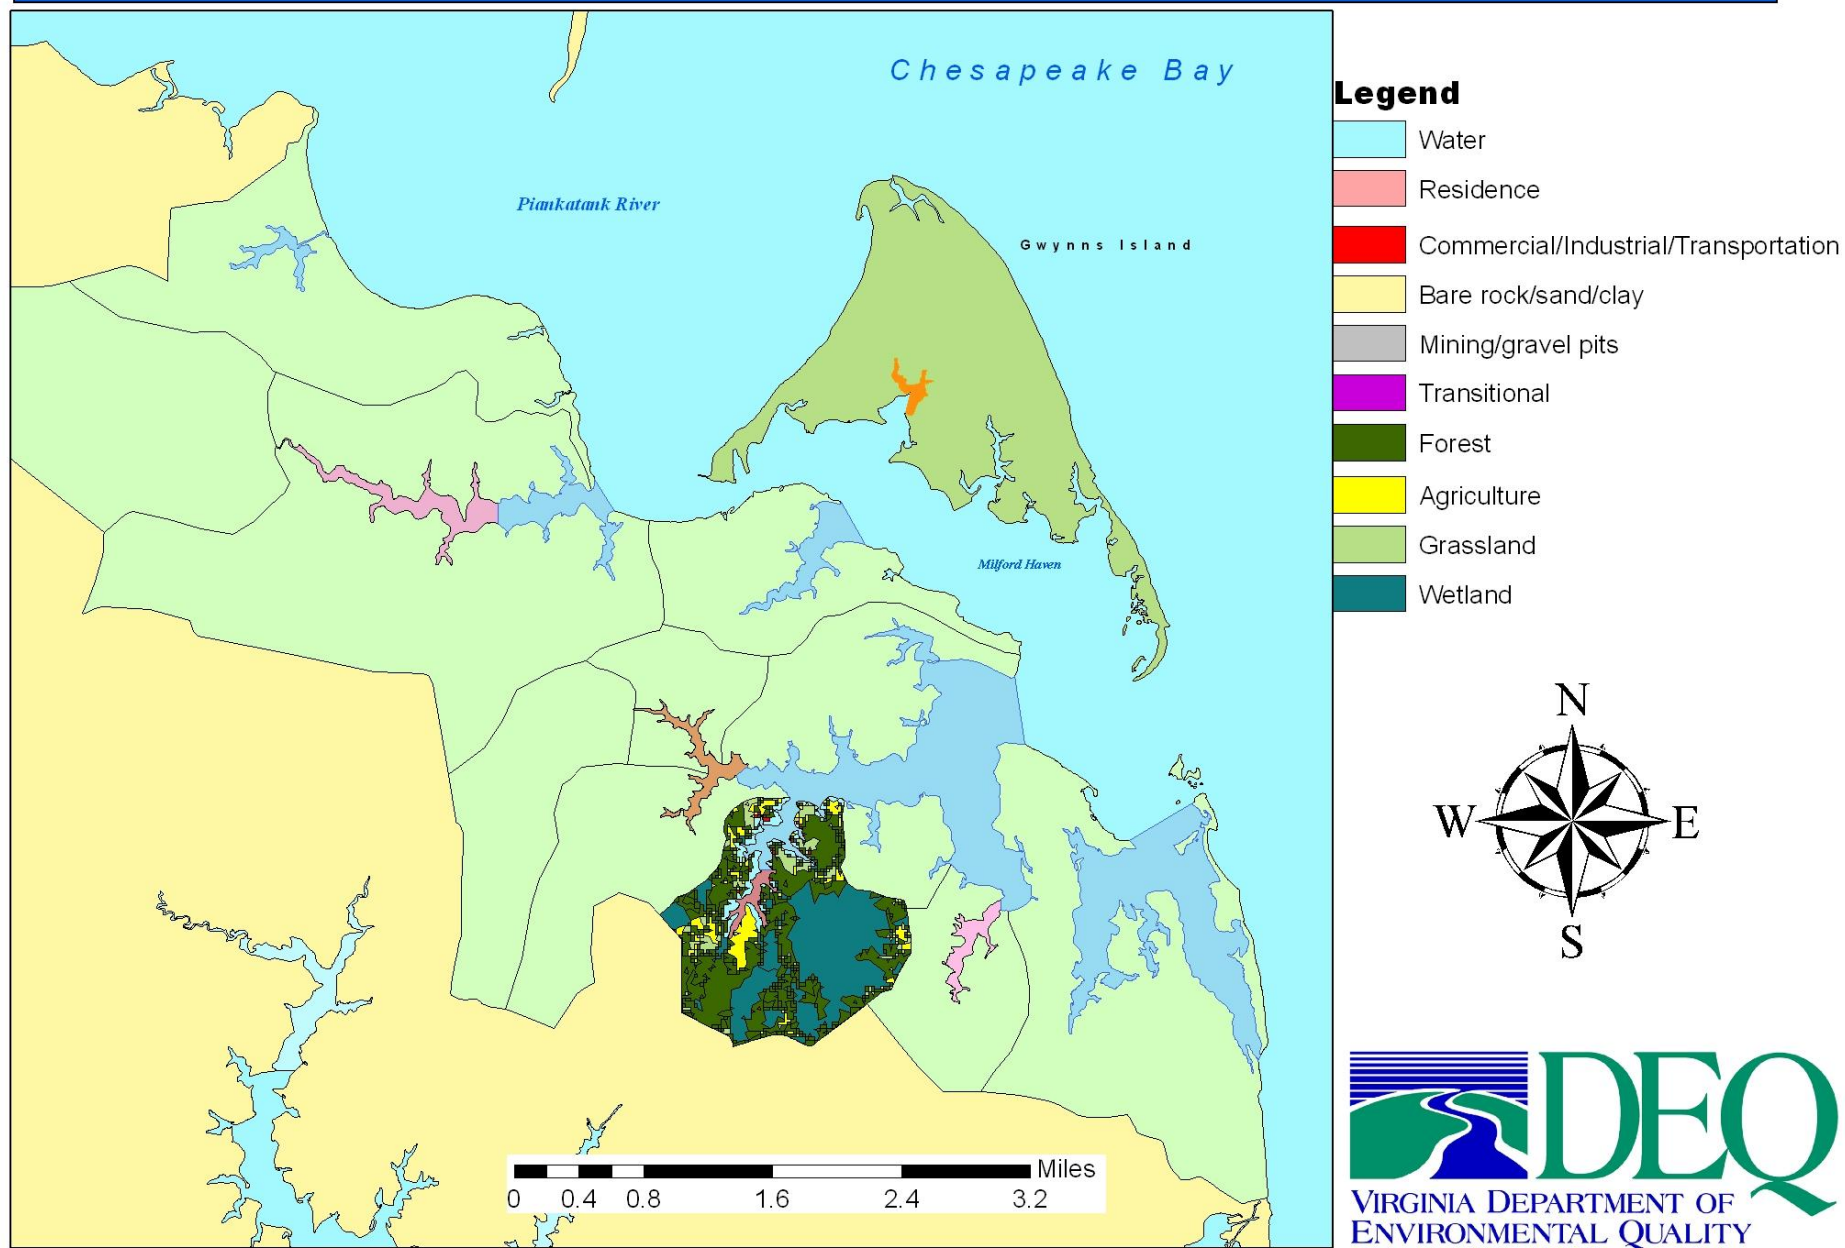 Chesapeake Bay
Piankatank River
Gwynns Island
Milford Haven
Legend
Water
Residence
Commercial/Industrial/Transportation
Bare rock/sand/clay
Mining/gravel pits
Transitional
Forest
Agriculture
Grassland
Wetland
N
W E
S
Miles
0 0.4 0.8 1.6 2.4 3.2
DEQ
VIRGINIA DEPARTMENT OF
ENVIRONMENTAL QUALITY